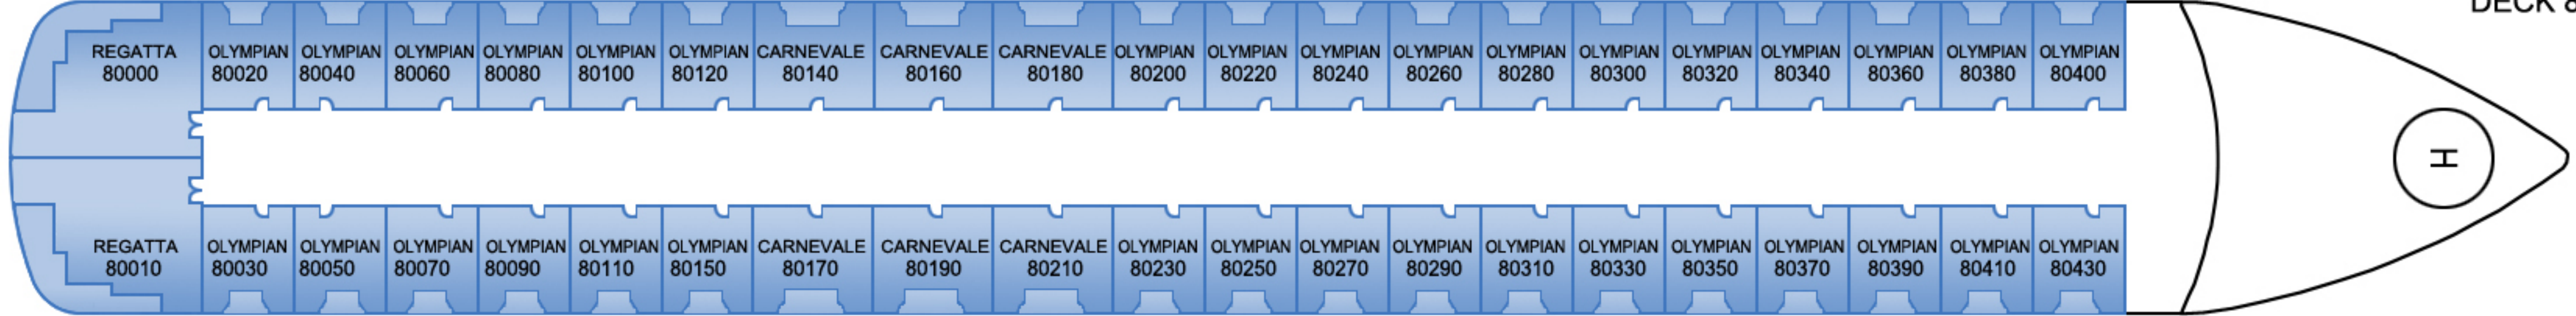 DECK 8
REGATTA
80000
OLYMPIAN
80020
OLYMPIAN
80040
OLYMPIAN
80060
OLYMPIAN
80080
OLYMPIAN
80100
OLYMPIAN
80120
CARNEVALE
80140
CARNEVALE
80160
CARNEVALE
80180
OLYMPIAN
80200
OLYMPIAN
80220
OLYMPIAN
80240
OLYMPIAN
80260
OLYMPIAN
80280
OLYMPIAN
80300
OLYMPIAN
80320
OLYMPIAN
80340
OLYMPIAN
80360
OLYMPIAN
80380
OLYMPIAN
80400
H
REGATTA
80010
OLYMPIAN
80030
OLYMPIAN
80050
OLYMPIAN
80070
OLYMPIAN
80090
OLYMPIAN
80110
OLYMPIAN
80150
CARNEVALE
80170
CARNEVALE
80190
CARNEVALE
80210
OLYMPIAN
80230
OLYMPIAN
80250
OLYMPIAN
80270
OLYMPIAN
80290
OLYMPIAN
80310
OLYMPIAN
80330
OLYMPIAN
80350
OLYMPIAN
80370
OLYMPIAN
80390
OLYMPIAN
80410
OLYMPIAN
80430